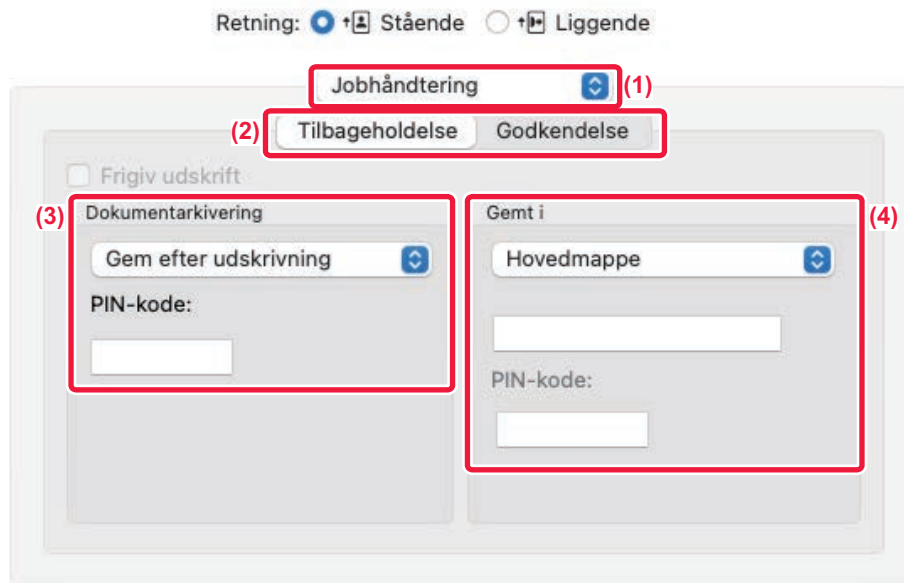 Retning: Stående Liggende
Jobhåndtering (1)
(2) Tilbageholdelse Godkendelse
Frigiv udskrift
(3) Dokumentarkivering Gemt i (4)
Gem efter udskrivning Hovedmappe
PIN-kode:
PIN-kode: